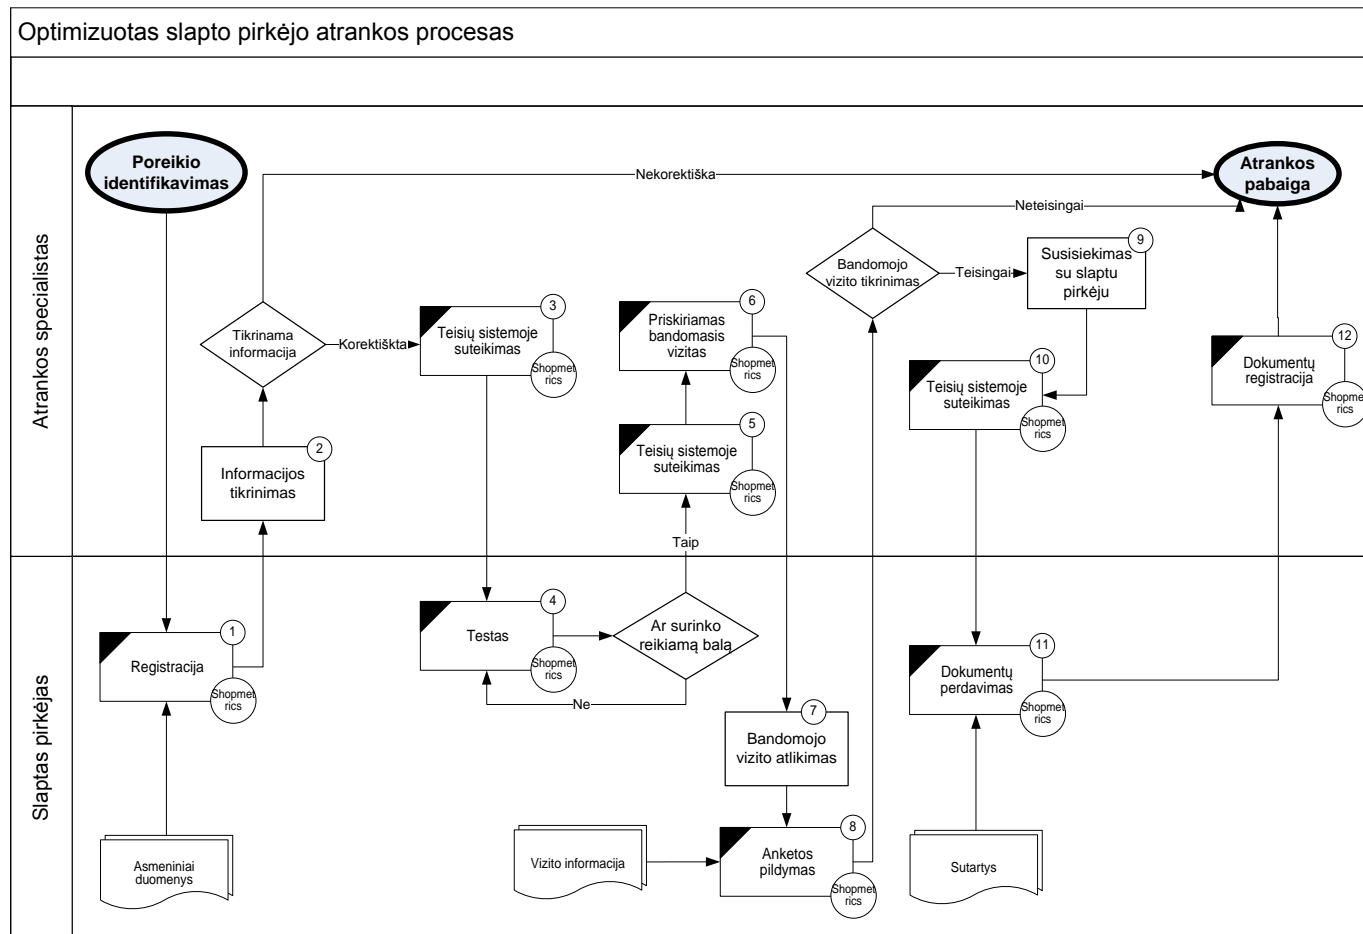 Optimizuotas slapto pirkėjo atrankos procesas
Atrankos specialistas
Poreikio
identifikavimas
Nekorektiška
Atrankos
pabaiga
Neteisingai
Bandomojo
vizito tikrinimas
Teisingai
9
Susisiekimas
su slaptu
pirkėju
Tikrinama
informacija
Korektiškta
3
Teisių sistemoje
suteikimas
Shopmet
rics
6
Priskiriamas
bandomasis
vizitas
Shopmet
rics
10
Teisių sistemoje
suteikimas
Shopmet
rics
12
Dokumentų
registracija
Shopmet
rics
2
Informacijos
tikrinimas
5
Teisių sistemoje
suteikimas
Shopmet
rics
Taip
Slaptas pirkėjas
1
Registracija
Shopmet
rics
4
Testas
Shopmet
rics
Ar surinko
reikiamą balą
Ne
11
Dokumentų
perdavimas
Shopmet
rics
7
Bandomojo
vizito atlikimas
Asmeniniai
duomenys
Vizito informacija
8
Anketos
pildymas
Shopmet
rics
Sutartys